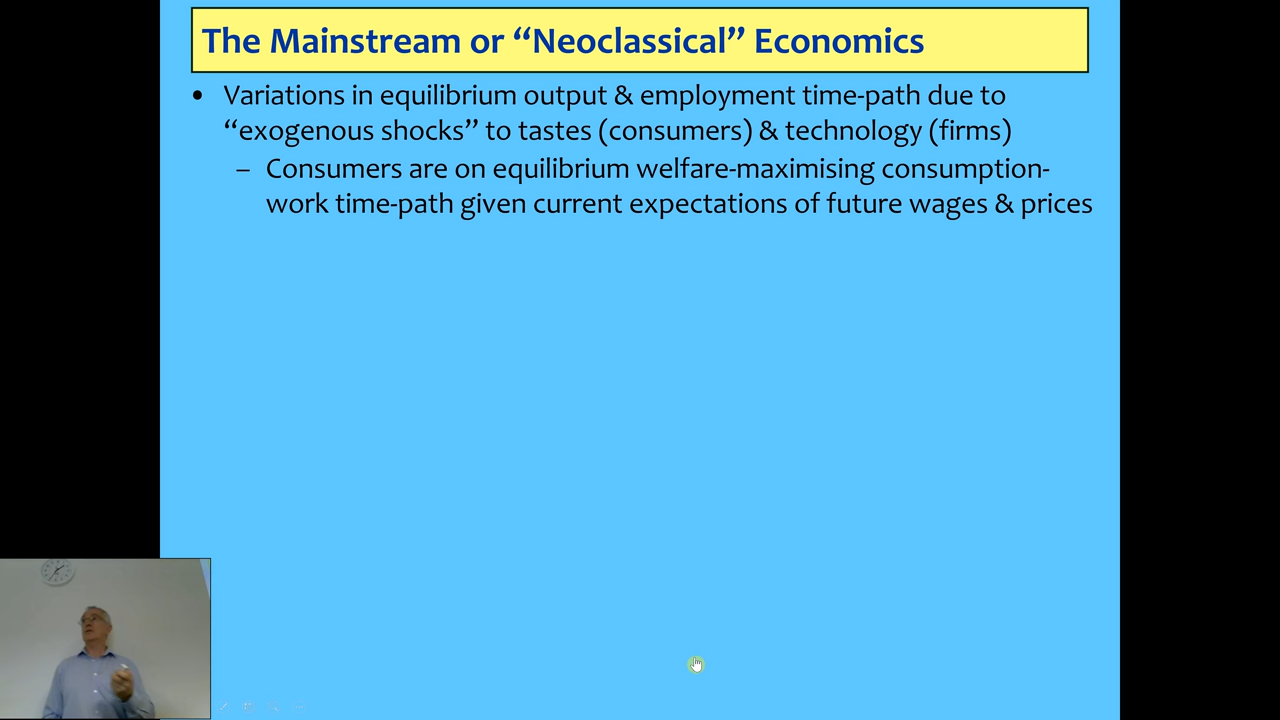 The Mainstream or “Neoclassical” Economics
• Variations in equilibrium output & employment time-path due to
“exogenous shocks” to tastes (consumers) & technology (firms)
– Consumers are on equilibrium welfare-maximising consumption-
work time-path given current expectations of future wages & prices